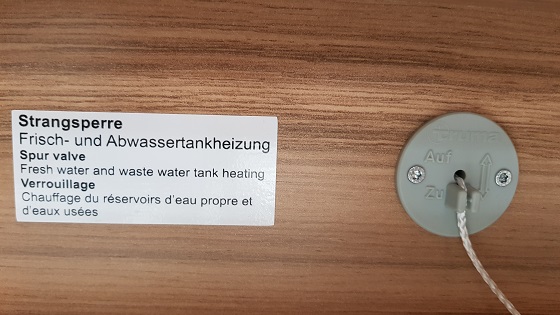 Strangsperre
Frisch- und Abwassertankheizung
Spur valve
Fresh water and waste water tank heating
Verrouillage
Chauffage du réservoirs d'eau propre et
d'eaux usées
Auf
Zu